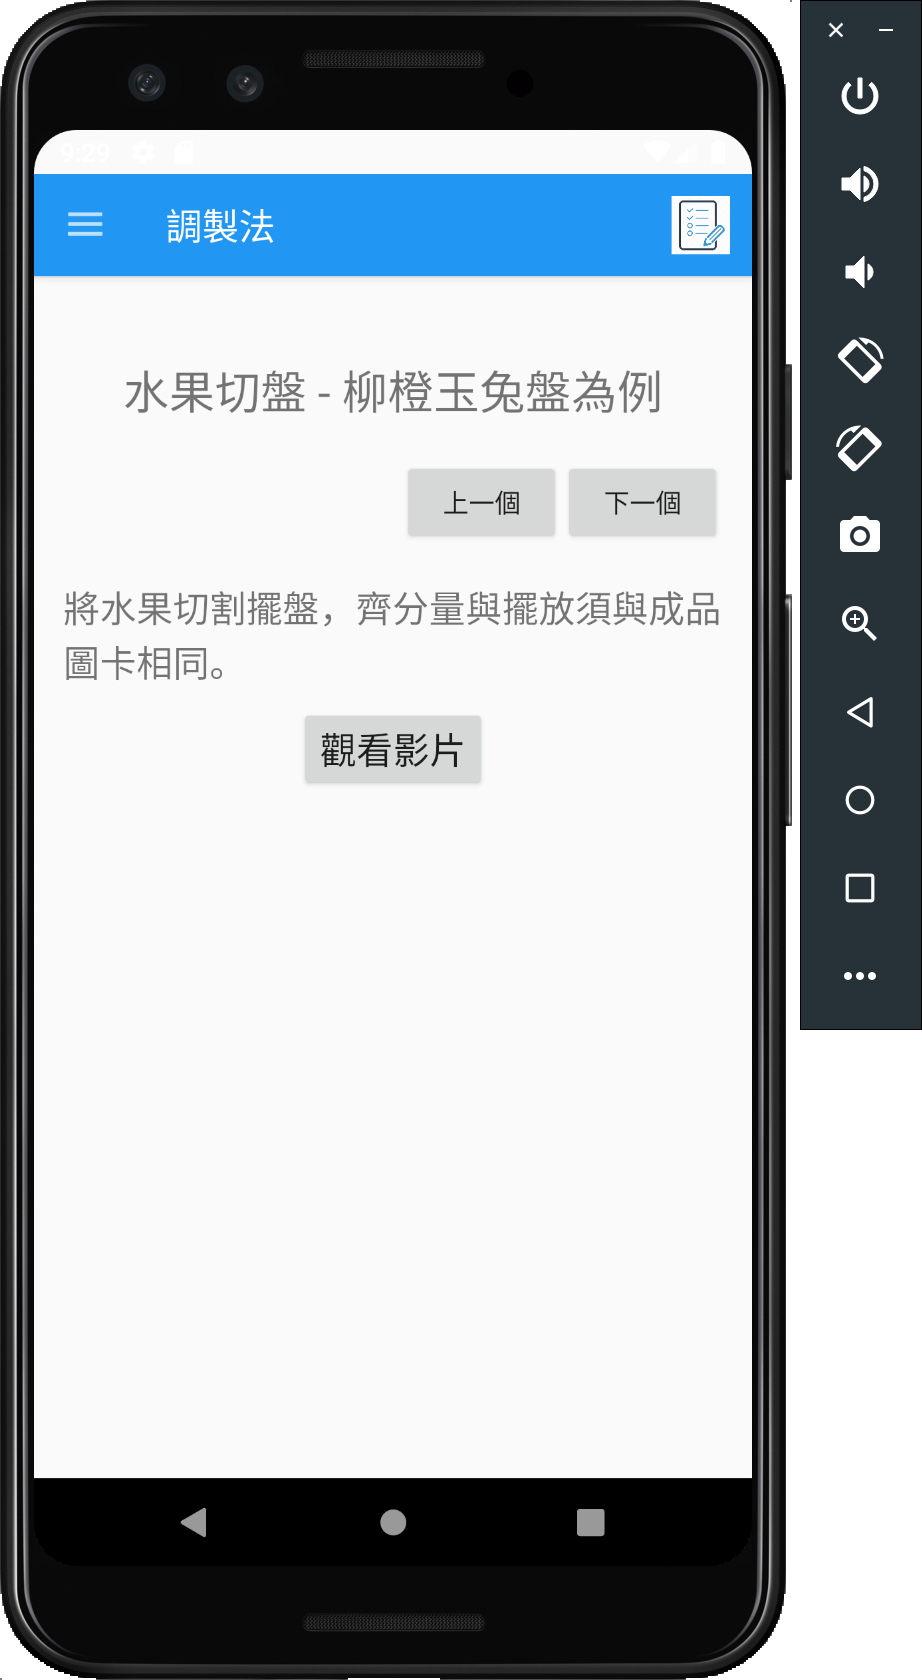 9:29
調製法
水果切盤 - 柳橙玉兔盤為例
上一個
下一個
將水果切割擺盤，齊分量與擺放須與成品
圖卡相同。
觀看影片